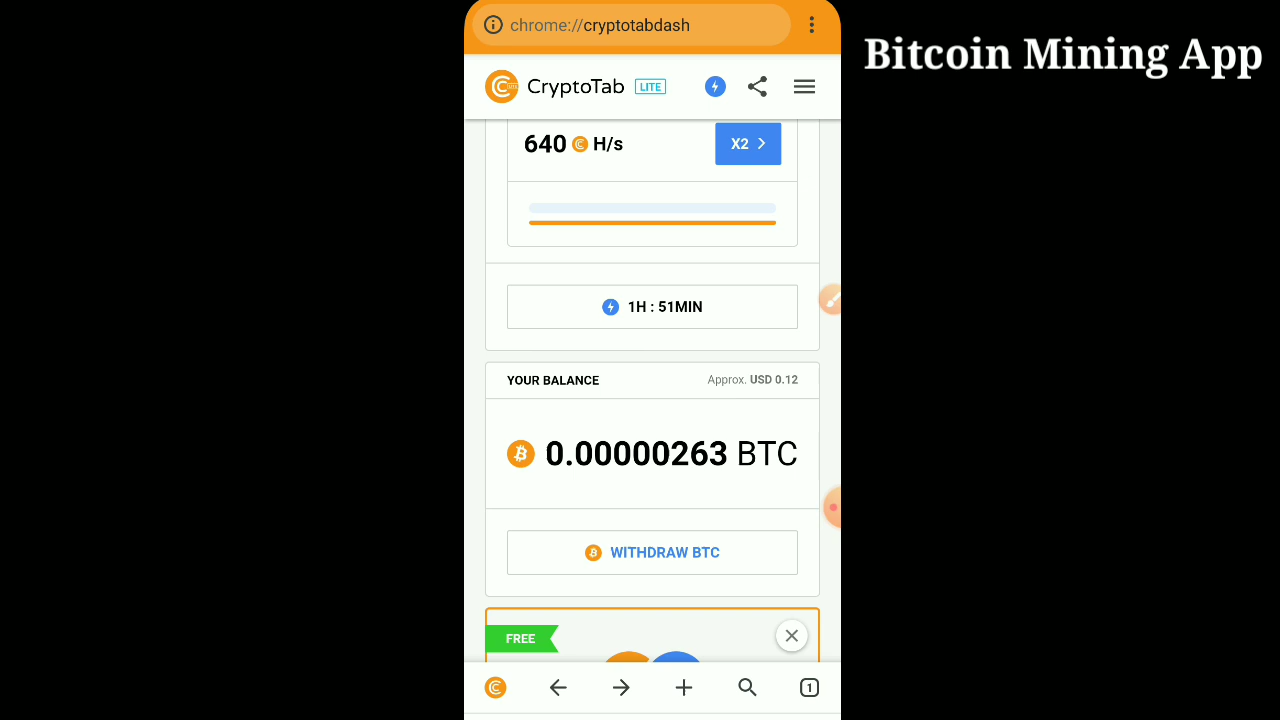 chrome://cryptotabdash
Bitcoin Mining App
CryptoTab LITE
640 H/s
X2
1H : 51MIN
YOUR BALANCE
Approx. USD 0.12
0.00000263 BTC
WITHDRAW BTC
FREE
1